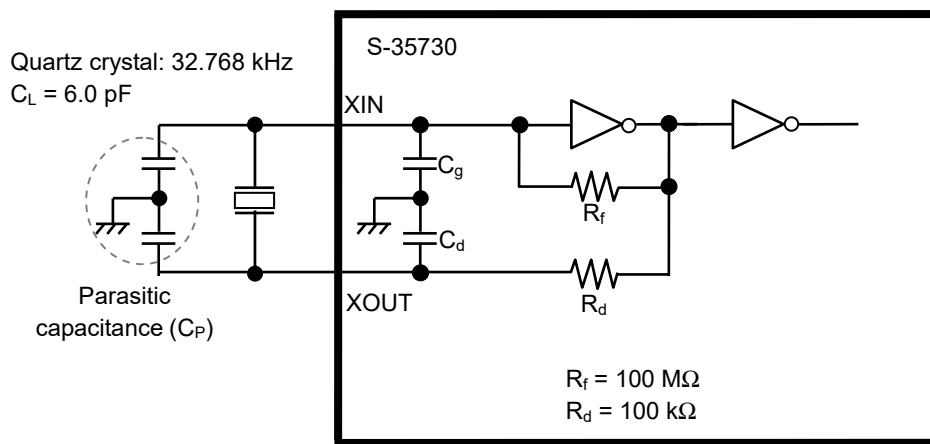 S-35730
Quartz crystal: 32.768 kHz
CL = 6.0 pF
XIN
Cg
Rf
Cd
XOUT
Rd
Parasitic
capacitance (CP)
Rf = 100 MΩ
Rd = 100 kΩ